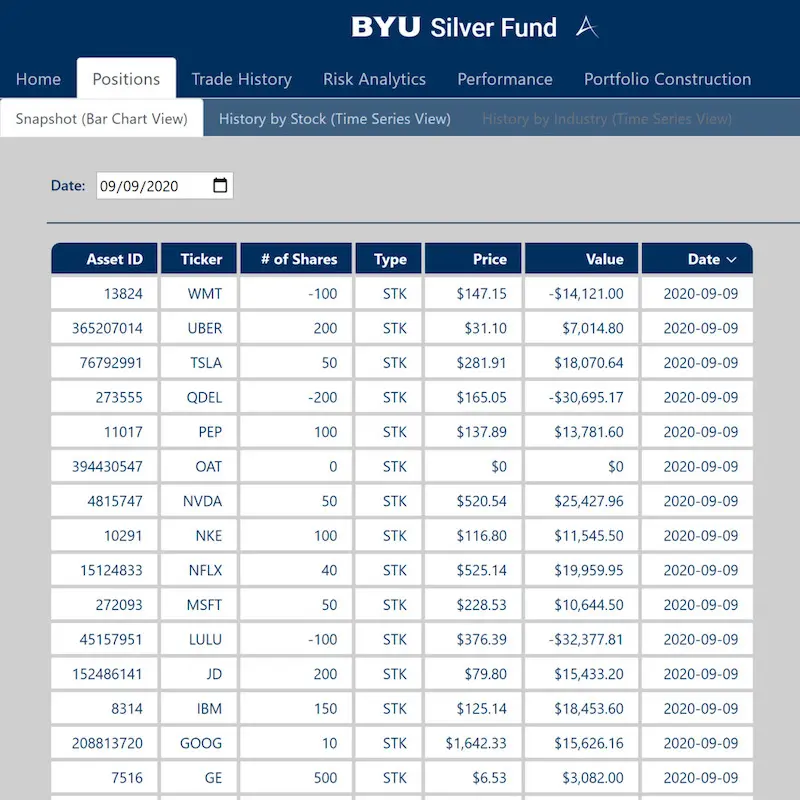 BYU Silver Fund
Home Positions Trade History Risk Analytics Performance Portfolio Construction
Snapshot (Bar Chart View) History by Stock (Time Series View) History by Industry (Time Series View)
Date: 09/09/2020
Asset ID Ticker # of Shares Type Price Value Date
13824 WMT -100 STK $147.15 -$14,121.00 2020-09-09
365207014 UBER 200 STK $31.10 $7,014.80 2020-09-09
76792991 TSLA 50 STK $281.91 $18,070.64 2020-09-09
273555 QDEL -200 STK $165.05 -$30,695.17 2020-09-09
11017 PEP 100 STK $137.89 $13,781.60 2020-09-09
394430547 OAT 0 STK $0 $0 2020-09-09
4815747 NVDA 50 STK $520.54 $25,427.96 2020-09-09
10291 NKE 100 STK $116.80 $11,545.50 2020-09-09
15124833 NFLX 40 STK $525.14 $19,959.95 2020-09-09
272093 MSFT 50 STK $228.53 $10,644.50 2020-09-09
45157951 LULU -100 STK $376.39 -$32,377.81 2020-09-09
152486141 JD 200 STK $79.80 $15,433.20 2020-09-09
8314 IBM 150 STK $125.14 $18,453.60 2020-09-09
208813720 GOOG 10 STK $1,642.33 $15,626.16 2020-09-09
7516 GE 500 STK $6.53 $3,082.00 2020-09-09